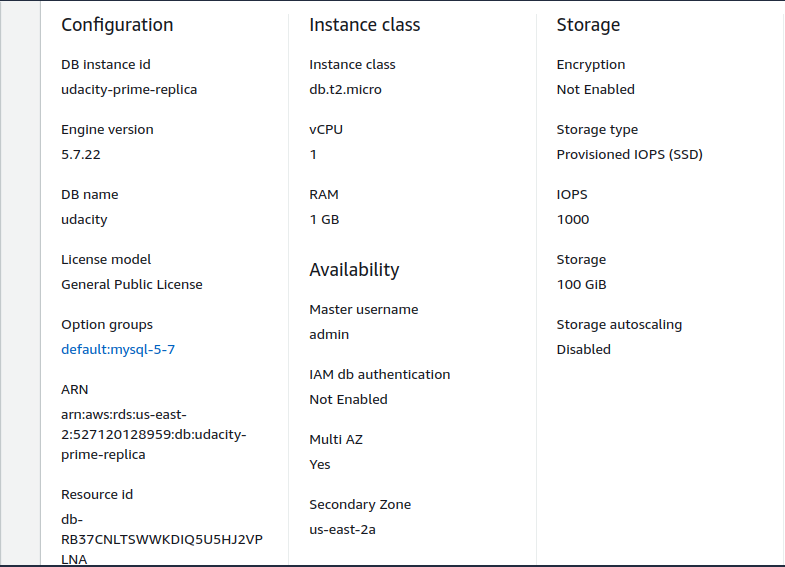 Configuration
DB instance id
udacity-prime-replica
Engine version
5.7.22
DB name
udacity
License model
General Public License
Option groups
default:mysql-5-7
ARN
arn:aws:rds:us-east-
2:527120128959:db:udacity-
prime-replica
Resource id
db-
RB37CNLTSWWKDIQ5U5HJ2VP
LNA
Instance class
Instance class
db.t2.micro
vCPU
1
RAM
1 GB
Availability
Master username
admin
IAM db authentication
Not Enabled
Multi AZ
Yes
Secondary Zone
us-east-2a
Storage
Encryption
Not Enabled
Storage type
Provisioned IOPS (SSD)
IOPS
1000
Storage
100 GiB
Storage autoscaling
Disabled